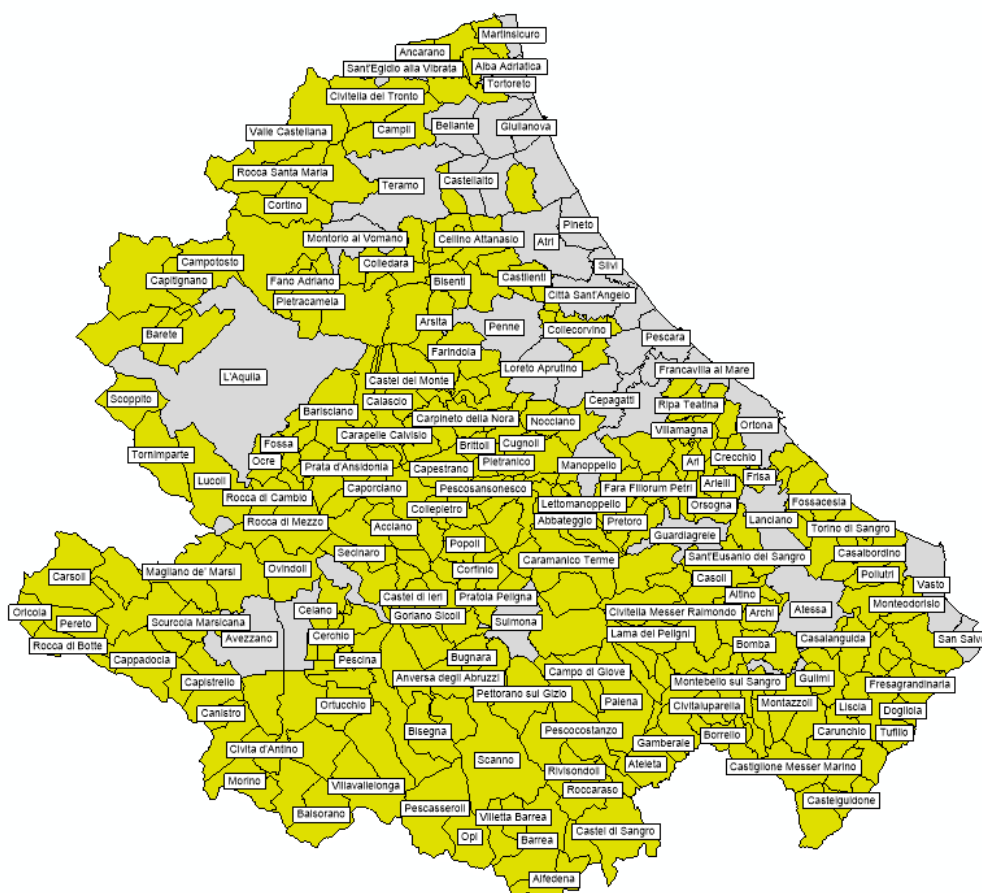 Martinsicuro
Ancarano
Sant'Egidio alla Vibrata
Alba Adriatica
Tortoreto
Civitella del Tronto
Valle Castellana
Campli
Bellante
Giulianova
Rocca Santa Maria
Teramo
Castellalto
Cortino
Pineto
Montorio al Vomano
Cellino Attanasio
Atri
Campotosto
Colledara
Silvi
Capitignano
Fano Adriano
Bisenti
Castilenti
Pietracamela
Città Sant'Angelo
Arsita
Penne
Collecorvino
Barete
Pescara
Farindola
L'Aquila
Loreto Aprutino
Francavilla al Mare
Castel del Monte
Scoppito
Calascio
Cepagatti
Barisciano
Ripa Teatina
Carpineto della Nora
Nocciano
Ortona
Villamagna
Carapelle Calvisio
Fossa
Brittoli
Cugnoli
Tornimparte
Ocre
Pietranico
Ari
Crecchio
Prata d'Ansidonia
Capestrano
Manoppello
Lucoli
Frisa
Caporciano
Pescosansonesco
Fara Filiorum Petri
Arielli
Rocca di Cambio
Lettomanoppello
Orsogna
Fossacesia
Collepietro
Rocca di Mezzo
Abbateggio
Pretoro
Lanciano
Acciano
Torino di Sangro
Guardiagrele
Popoli
Secinaro
Caramanico Terme
Sant'Eusanio del Sangro
Casalbordino
Magliano de' Marsi
Ovindoli
Corfinio
Pollutri
Carsoli
Casoli
Vasto
Castel di Ieri
Pratola Peligna
Altino
Oricola
Celano
Goriano Sicoli
Civitella Messer Raimondo
Archi
Atessa
Monteodorisio
Pereto
Scurcola Marsicana
Sulmona
Avezzano
Cerchio
Lama dei Peligni
Casalanguida
San Salvo
Rocca di Botte
Bomba
Cappadocia
Pescina
Bugnara
Campo di Giove
Anversa degli Abruzzi
Montebello sul Sangro
Guilmi
Capistrello
Fresagrandinaria
Pettorano sul Gizio
Palena
Montazzoli
Canistro
Ortucchio
Civitaluparella
Liscia
Dogliola
Bisegna
Pescocostanzo
Borrello
Carunchio
Tufillo
Civita d'Antino
Gamberale
Scanno
Ateleta
Castiglione Messer Marino
Morino
Rivisondoli
Villavallelonga
Roccaraso
Castelguidone
Pescasseroli
Balsorano
Villetta Barrea
Castel di Sangro
Opi
Barrea
Alfedena